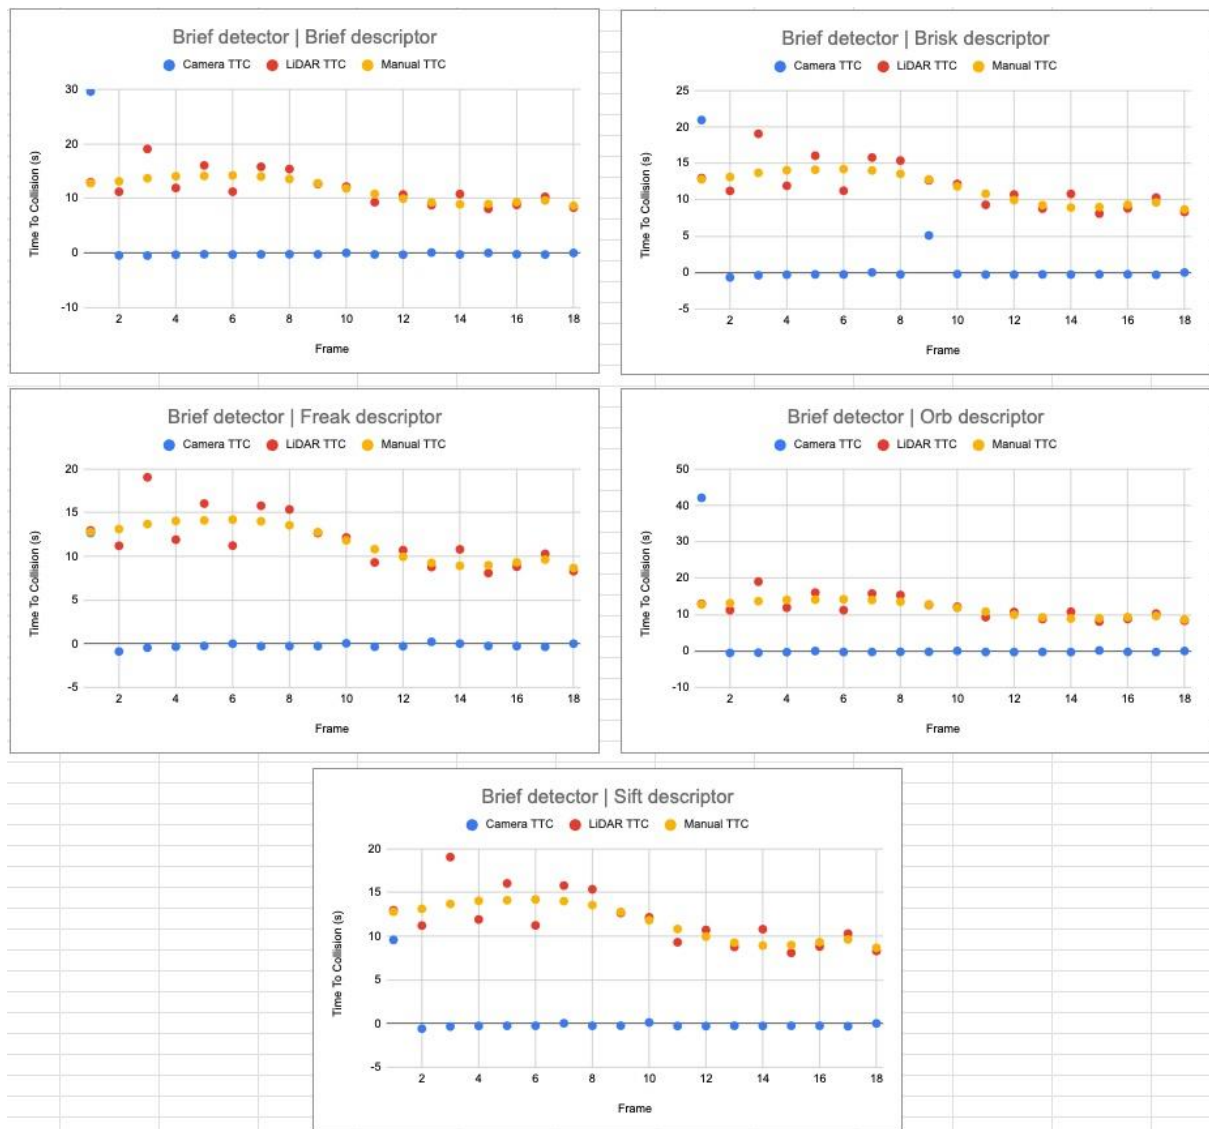 Brief detector | Brief descriptor
Camera TTC LiDAR TTC Manual TTC
Time To Collision (s)
30
20
10
0
-10
2 4 6 8 10 12 14 16 18
Frame
Brief detector | Brisk descriptor
Camera TTC LiDAR TTC Manual TTC
Time To Collision (s)
25
20
15
10
5
0
-5
2 4 6 8 10 12 14 16 18
Frame
Brief detector | Freak descriptor
Camera TTC LiDAR TTC Manual TTC
Time To Collision (s)
20
15
10
5
0
-5
2 4 6 8 10 12 14 16 18
Frame
Brief detector | Orb descriptor
Camera TTC LiDAR TTC Manual TTC
Time To Collision (s)
50
40
30
20
10
0
-10
2 4 6 8 10 12 14 16 18
Frame
Brief detector | Sift descriptor
Camera TTC LiDAR TTC Manual TTC
Time To Collision (s)
20
15
10
5
0
-5
2 4 6 8 10 12 14 16 18
Frame